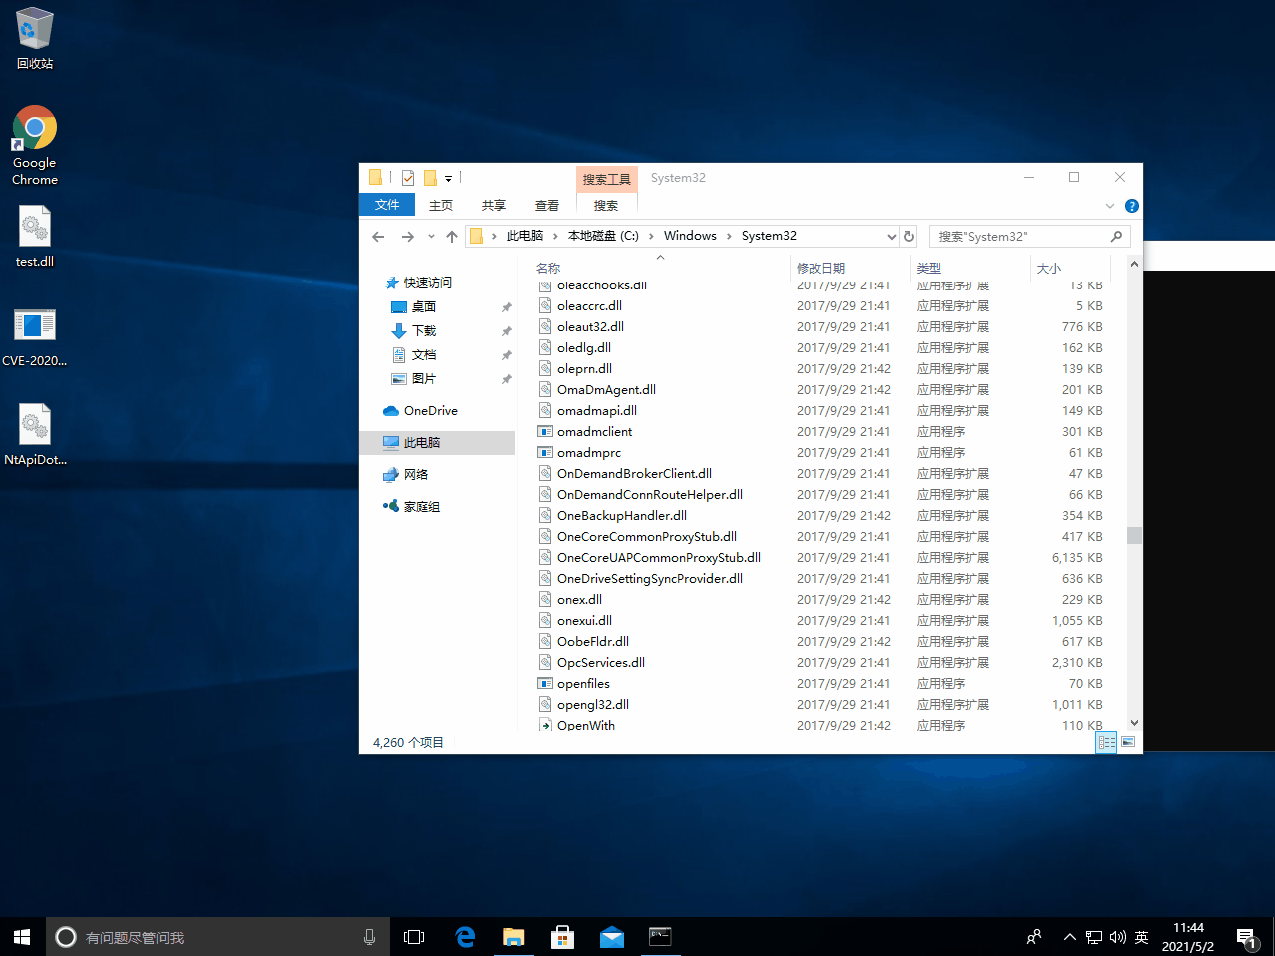 回收站
Google
Chrome
test.dll
CVE-2020...
NtApiDot...
搜索工具
System32
文件
主页
共享
查看
搜索
此电脑
本地磁盘 (C:)
Windows
System32
搜索"System32"
快速访问
桌面
下载
文档
图片
OneDrive
此电脑
网络
家庭组
名称 修改日期 类型 大小
oleacchooks.dll 2017/9/29 21:41 应用程序扩展 13 KB
oleaccrc.dll 2017/9/29 21:41 应用程序扩展 5 KB
oleaut32.dll 2017/9/29 21:41 应用程序扩展 776 KB
oledlg.dll 2017/9/29 21:41 应用程序扩展 162 KB
oleprn.dll 2017/9/29 21:42 应用程序扩展 139 KB
OmaDmAgent.dll 2017/9/29 21:42 应用程序扩展 201 KB
omadmapi.dll 2017/9/29 21:41 应用程序扩展 149 KB
omadmclient 2017/9/29 21:41 应用程序 301 KB
omadmprc 2017/9/29 21:42 应用程序 61 KB
OnDemandBrokerClient.dll 2017/9/29 21:41 应用程序扩展 47 KB
OnDemandConnRouteHelper.dll 2017/9/29 21:41 应用程序扩展 66 KB
OneBackupHandler.dll 2017/9/29 21:42 应用程序扩展 354 KB
OneCoreCommonProxyStub.dll 2017/9/29 21:41 应用程序扩展 417 KB
OneCoreUAPCommonProxyStub.dll 2017/9/29 21:41 应用程序扩展 6,135 KB
OneDriveSettingSyncProvider.dll 2017/9/29 21:41 应用程序扩展 636 KB
onex.dll 2017/9/29 21:42 应用程序扩展 229 KB
onexui.dll 2017/9/29 21:41 应用程序扩展 1,055 KB
OobeFldr.dll 2017/9/29 21:42 应用程序扩展 617 KB
OpcServices.dll 2017/9/29 21:41 应用程序扩展 2,310 KB
openfiles 2017/9/29 21:41 应用程序 70 KB
opengl32.dll 2017/9/29 21:41 应用程序扩展 1,011 KB
OpenWith 2017/9/29 21:42 应用程序 110 KB
4,260 个项目
有问题尽管问我
英
11:44
2021/5/2
1